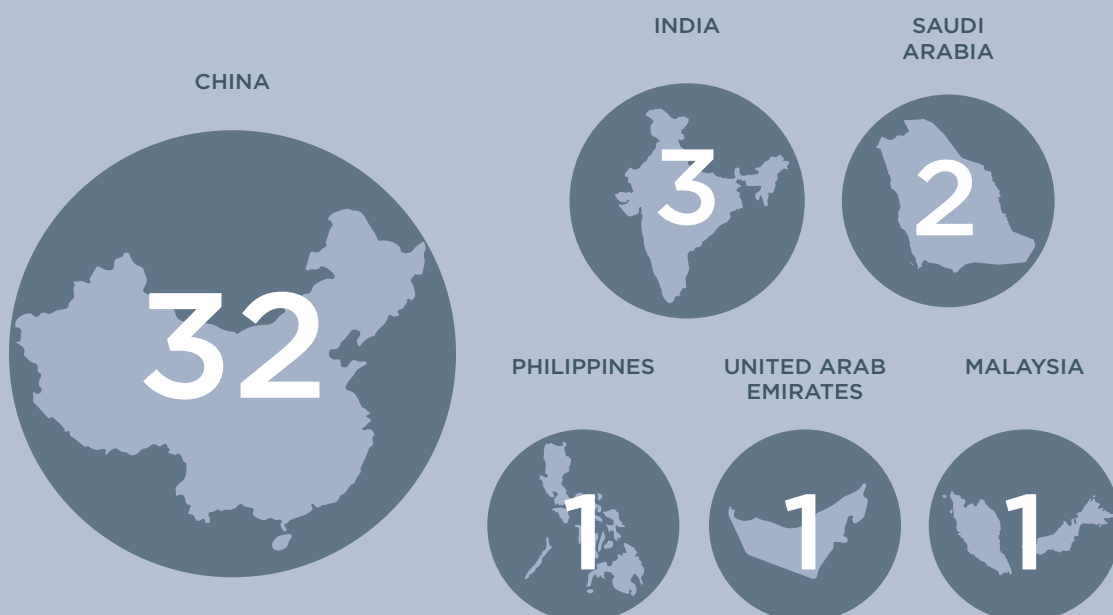 CHINA
32
INDIA
3
SAUDI
ARABIA
2
PHILIPPINES
1
UNITED ARAB
EMIRATES
1
MALAYSIA
1